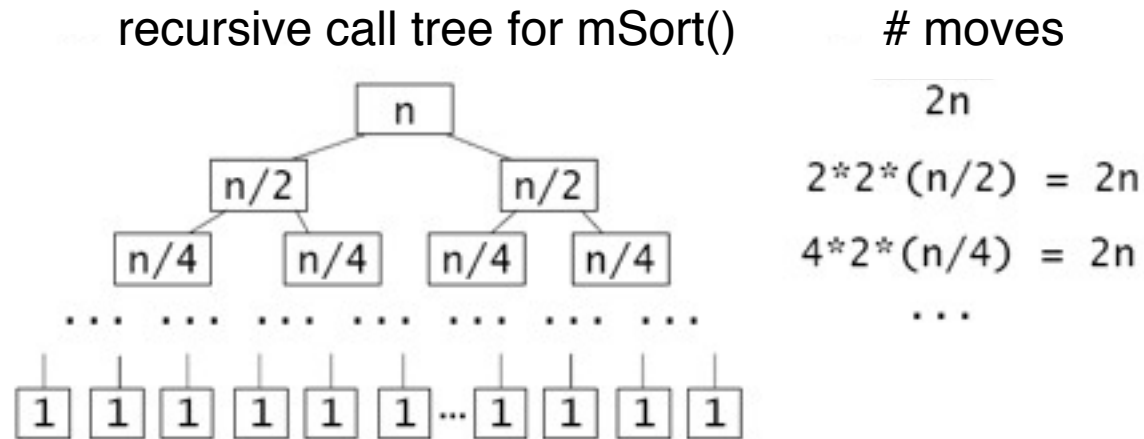 recursive call tree for mSort() # moves
n 2n
n/2 n/2 2*2*(n/2) = 2n
n/4 n/4 n/4 n/4 4*2*(n/4) = 2n
... ... ... ... ... ... ... ...
1 1 1 1 1 1 ... 1 1 1 1